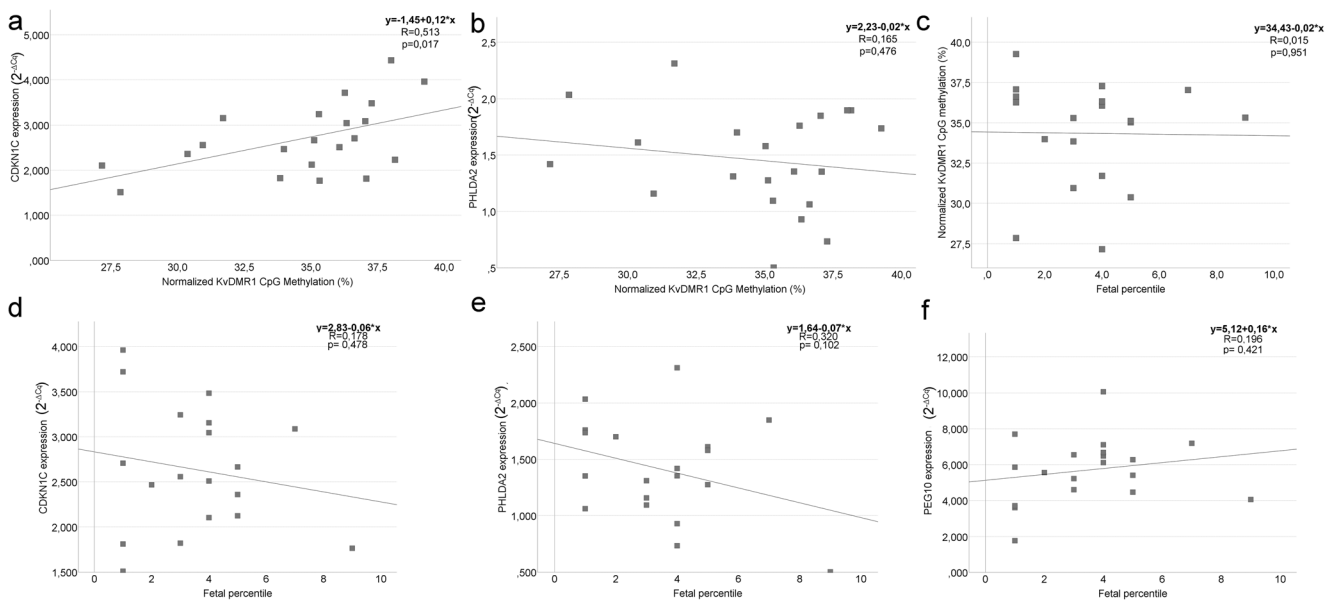 a
y=-1,45+0,12*x
R=0,513
p=0,017
CDKN1C expression (2-ΔCq)
5,000
4,000
3,000
2,000
1,000
,000
27,5 30,0 32,5 35,0 37,5 40,0
Normalized KvDMR1 CpG Methylation (%)
b
y=2,23-0,02*x
R=0,165
p=0,476
PHLDA2 expression (2-ΔCq)
2,5
2,0
1,5
1,0
,5
27,5 30,0 32,5 35,0 37,5 40,0
Normalized KvDMR1 CpG Methylation (%)
c
y=34,43-0,02*x
R=0,015
p=0,951
Normalized KvDMR1 CpG methylation (%)
40,0
37,5
35,0
32,5
30,0
27,5
,0 2,0 4,0 6,0 8,0 10,0
Fetal percentile
d
y=2,83-0,06*x
R=0,178
p= 0,478
CDKN1C expression (2-ΔCq)
4,000
3,500
3,000
2,500
2,000
1,500
0 2 4 6 8 10
Fetal percentile
e
y=1,64-0,07*x
R=0,320
p= 0,102
PHLDA2 expression (2-ΔCq).
2,500
2,000
1,500
1,000
,500
0 2 4 6 8 10
Fetal percentile
f
y=5,12+0,16*x
R=0,196
p= 0,421
PEG10 expression (2-ΔCq)
12,000
10,000
8,000
6,000
4,000
2,000
,000
0 2 4 6 8 10
Fetal percentile